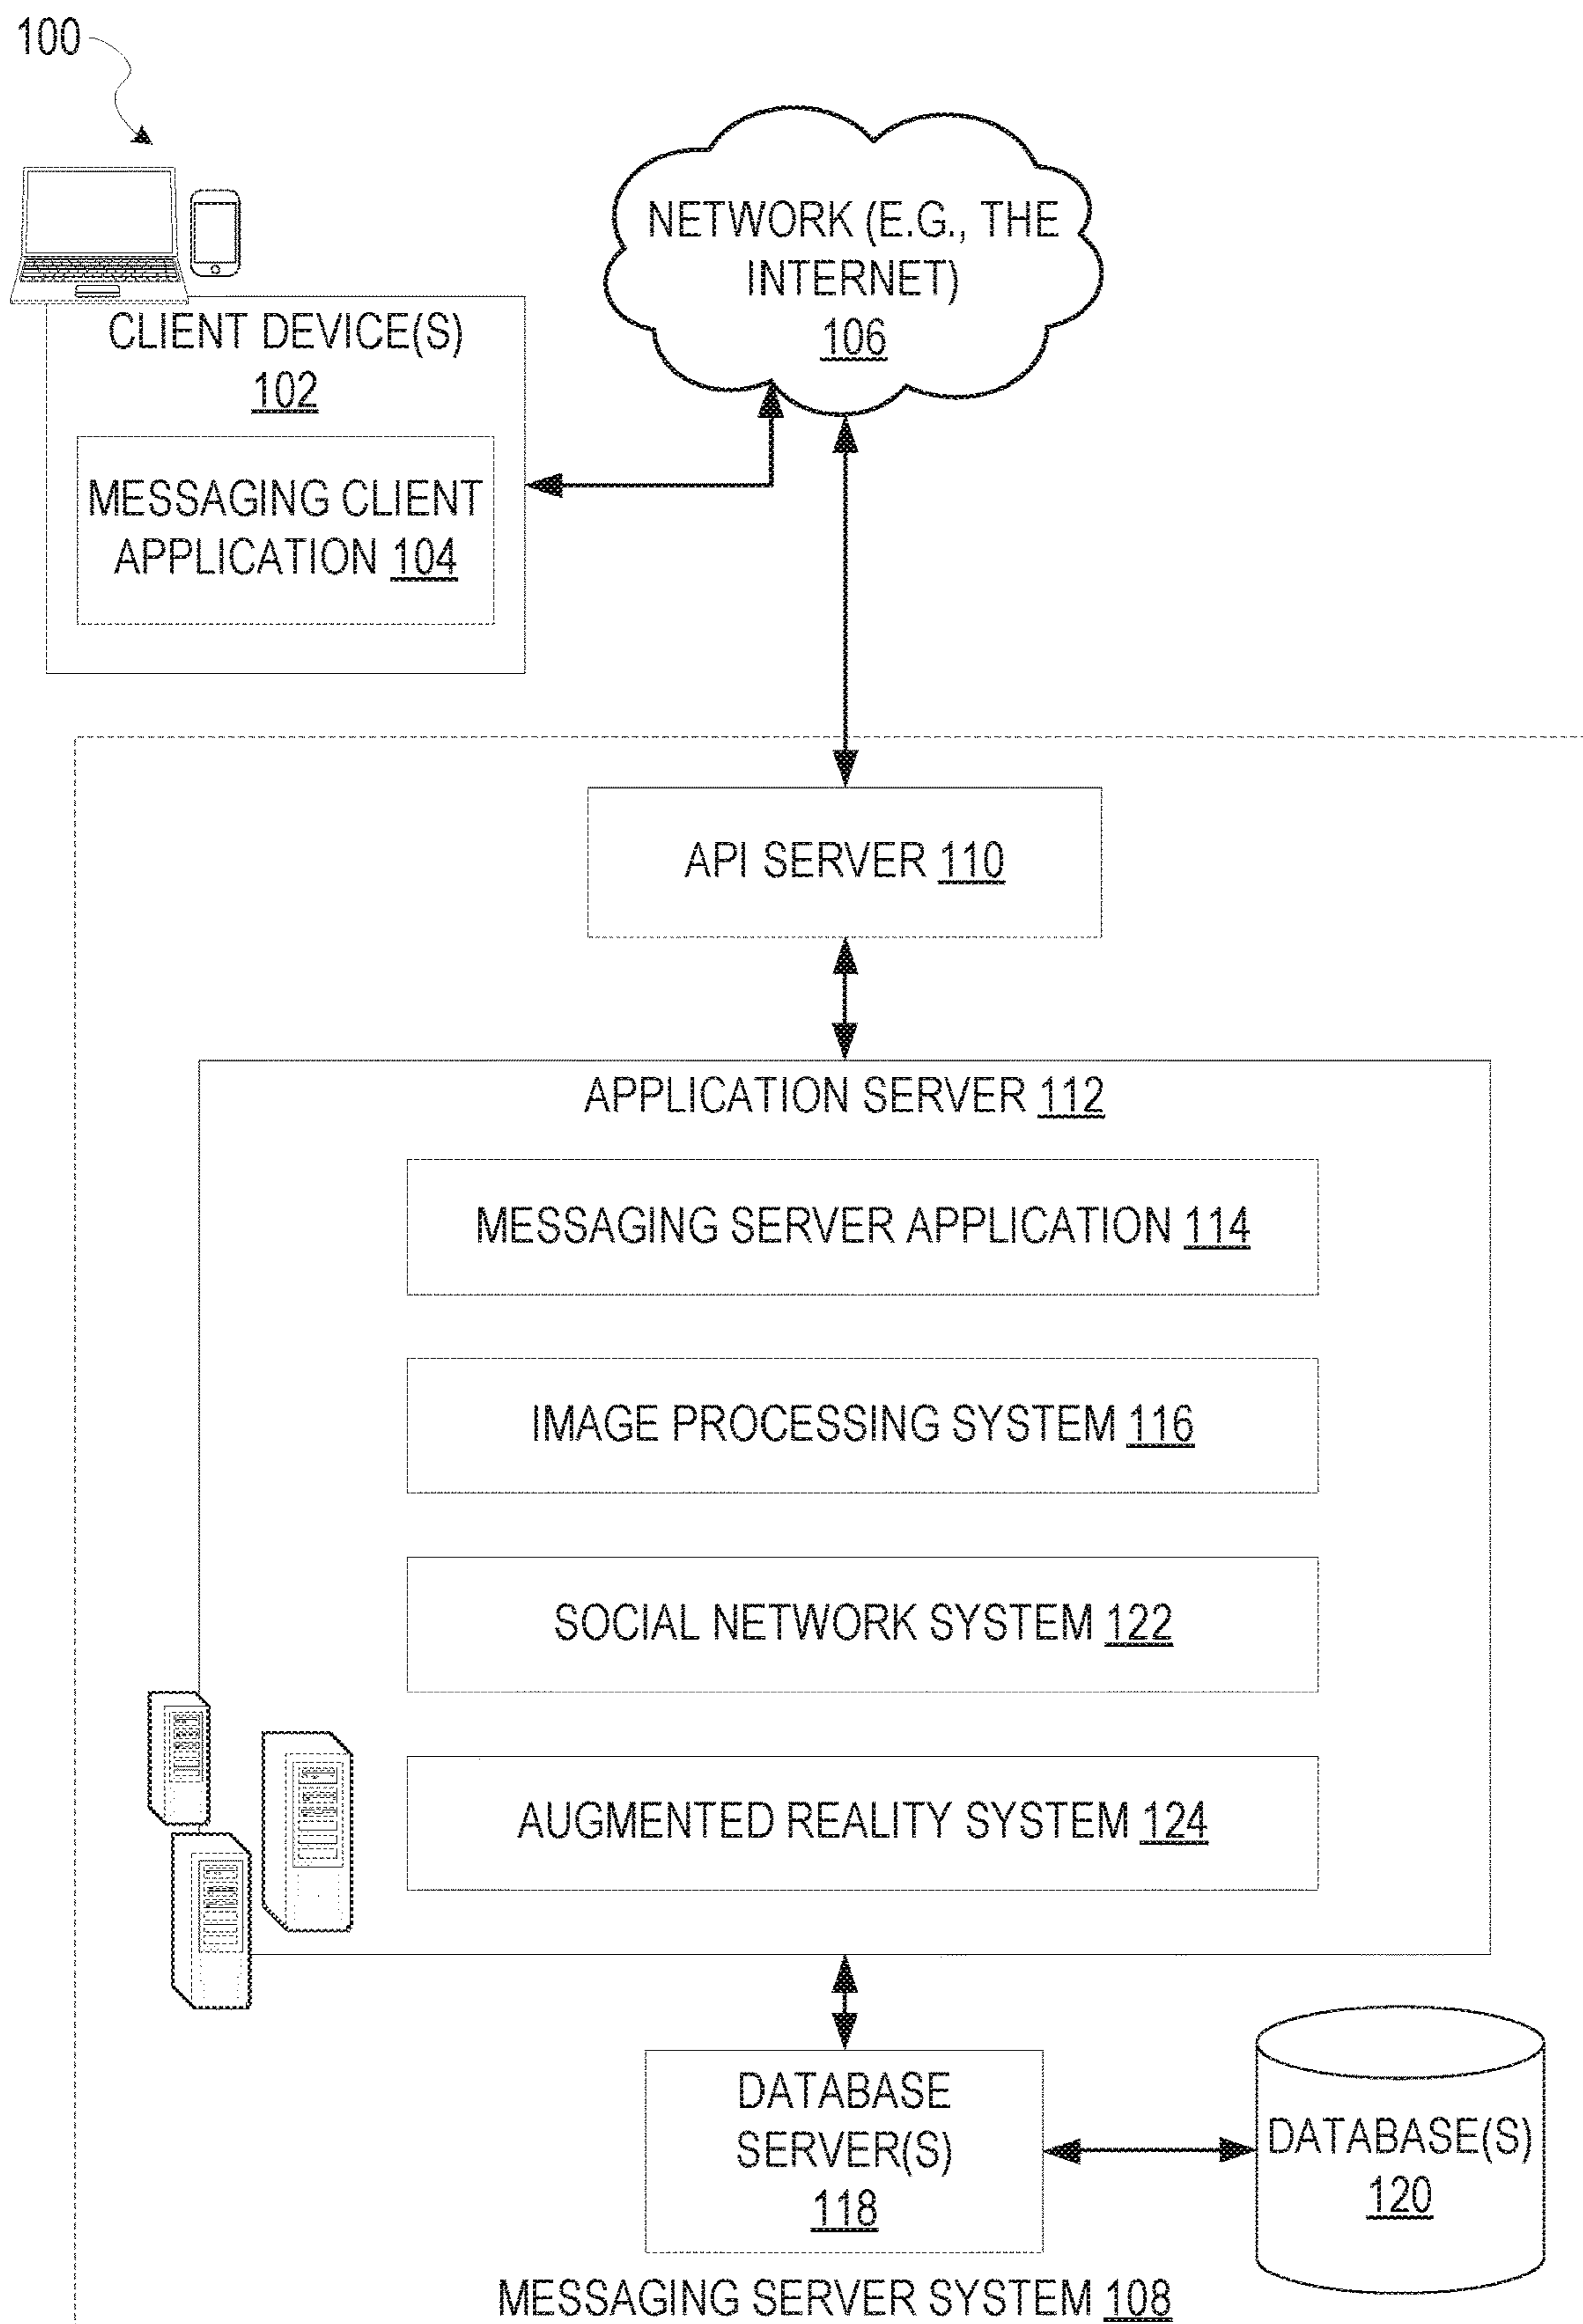 100
NETWORK (E.G., THE
INTERNET)
106
CLIENT DEVICE(S)
102
MESSAGING CLIENT
APPLICATION 104
API SERVER 110
APPLICATION SERVER 112
MESSAGING SERVER APPLICATION 114
IMAGE PROCESSING SYSTEM 116
SOCIAL NETWORK SYSTEM 122
AUGMENTED REALITY SYSTEM 124
DATABASE
SERVER(S)
118
DATABASE(S)
120
MESSAGING SERVER SYSTEM 108